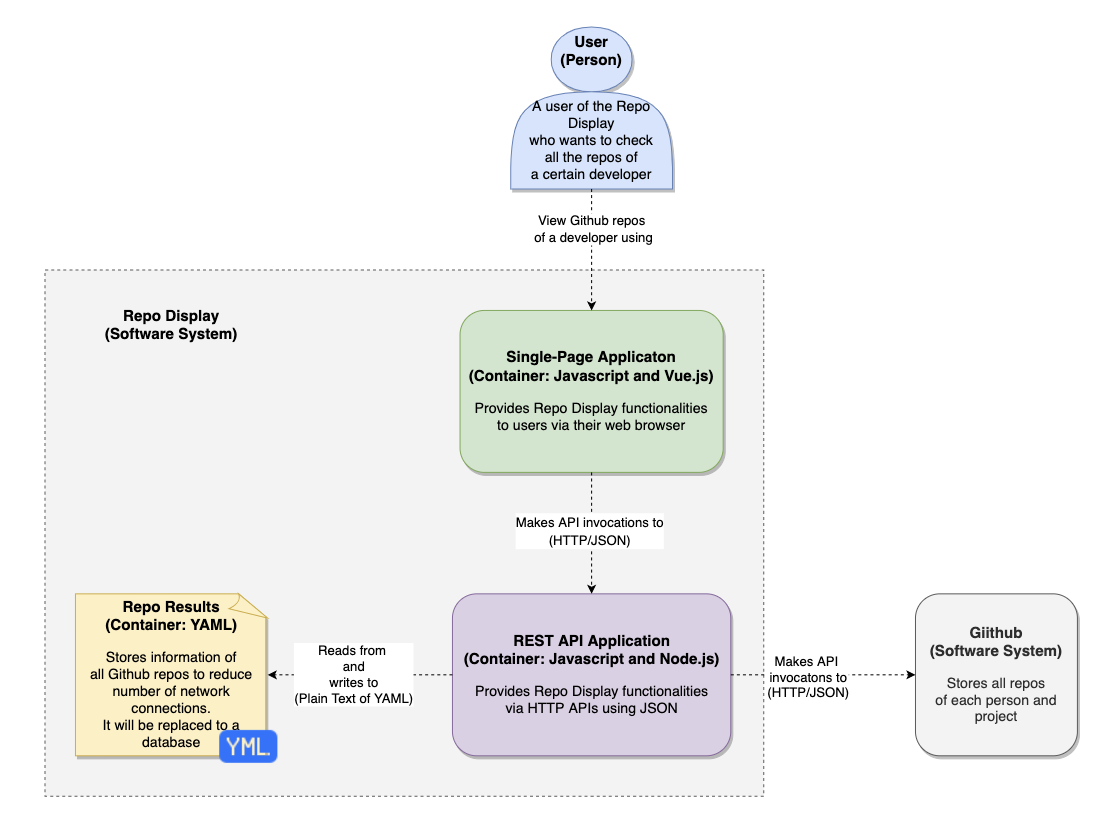 User
(Person)
A user of the Repo
Display
who wants to check
all the repos of
a certain developer
View Github repos
of a developer using
Repo Display
(Software System)
Single-Page Applicaton
(Container: Javascript and Vue.js)
Provides Repo Display functionalities
to users via their web browser
Makes API invocations to
(HTTP/JSON)
Repo Results
(Container: YAML)
Stores information of
all Github repos to reduce
number of network
connections.
It will be replaced to a
database
YML
Reads from
and
writes to
(Plain Text of YAML)
REST API Application
(Container: Javascript and Node.js)
Provides Repo Display functionalities
via HTTP APIs using JSON
Makes API
invocatons to
(HTTP/JSON)
Giithub
(Software System)
Stores all repos
of each person and
project